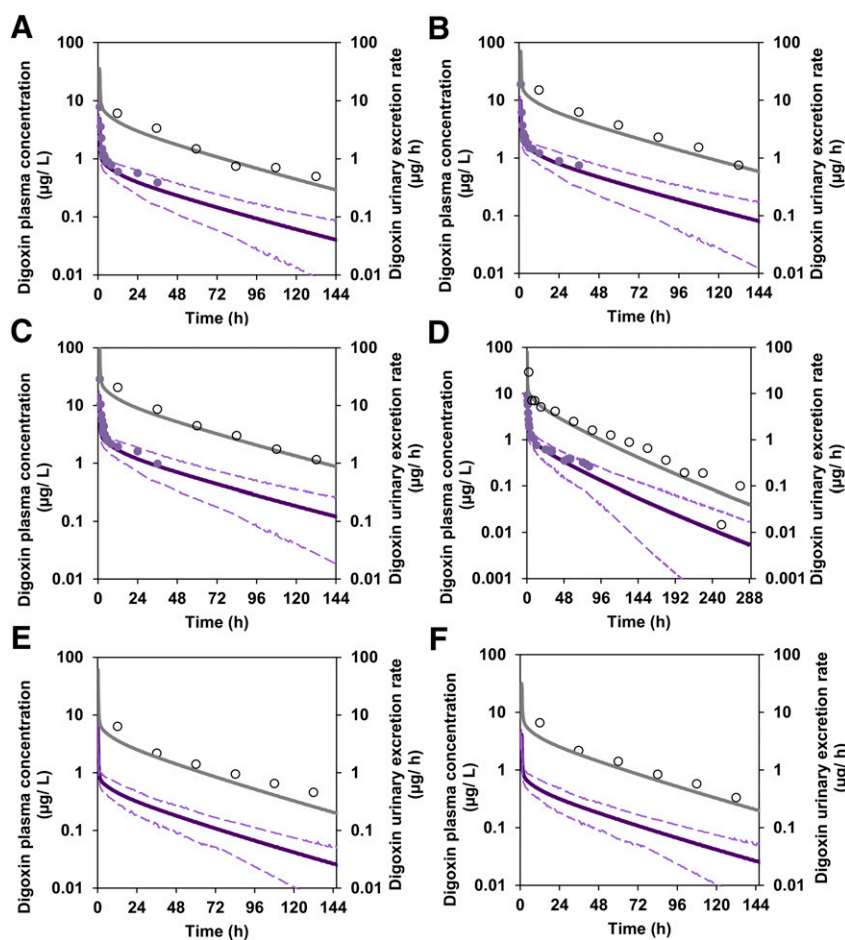 A
Digoxin plasma concentration
(µg/ L)
100
10
1
0.1
0.01
0 24 48 72 96 120 144
Time (h)
100
10
1
0.1
0.01
Digoxin urinary excretion rate
(µg/ h)
B
Digoxin plasma concentration
(µg/ L)
100
10
1
0.1
0.01
0 24 48 72 96 120 144
Time (h)
100
10
1
0.1
0.01
Digoxin urinary excretion rate
(µg/ h)
C
Digoxin plasma concentration
(µg/ L)
100
10
1
0.1
0.01
0 24 48 72 96 120 144
Time (h)
100
10
1
0.1
0.01
Digoxin urinary excretion rate
(µg/ h)
D
Digoxin plasma concentration
(µg/ L)
100
10
1
0.1
0.01
0.001
0 48 96 144 192 240 288
Time (h)
100
10
1
0.1
0.01
0.001
Digoxin urinary excretion rate
(µg/ h)
E
Digoxin plasma concentration
(µg/ L)
100
10
1
0.1
0.01
0 24 48 72 96 120 144
Time (h)
100
10
1
0.1
0.01
Digoxin urinary excretion rate
(µg/ h)
F
Digoxin plasma concentration
(µg/ L)
100
10
1
0.1
0.01
0 24 48 72 96 120 144
Time (h)
100
10
1
0.1
0.01
Digoxin urinary excretion rate
(µg/ h)